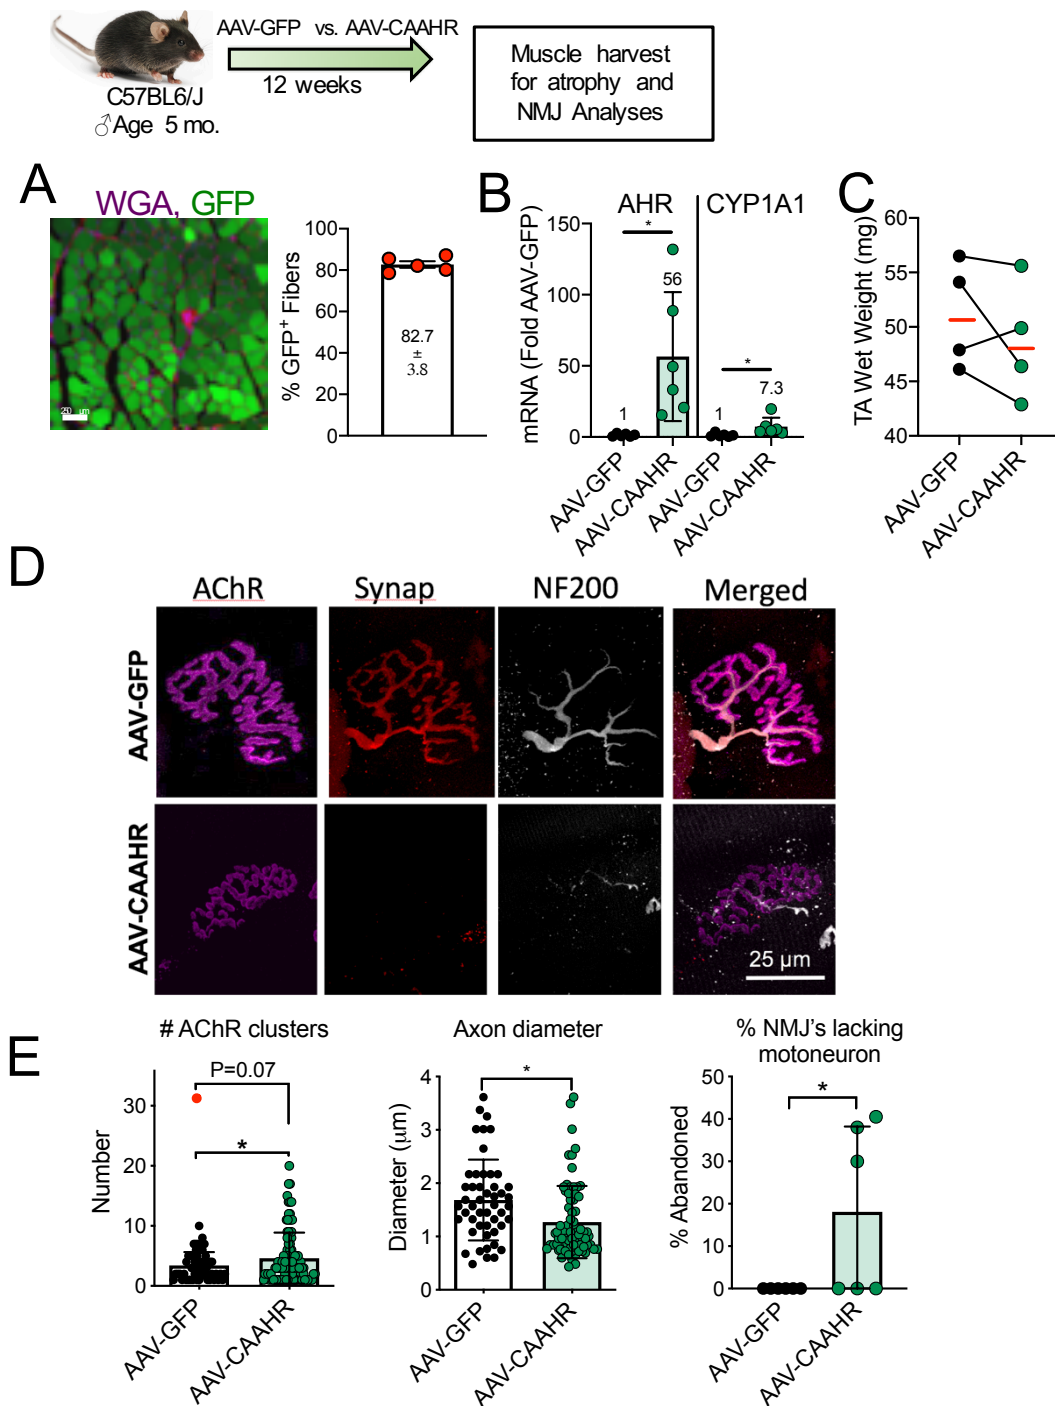 AAV-GFP vs. AAV-CAAHR
12 weeks
C57BL6/J
♂Age 5 mo.
Muscle harvest
for atrophy and
NMJ Analyses
A
WGA, GFP
% GFP+ Fibers
100
80
60
40
20
0
82.7
±
3.8
B
AHR
CYP1A1
mRNA (Fold AAV-GFP)
150
100
50
0
*
56
1
*
7.3
1
AAV-GFP
AAV-CAAHR
AAV-GFP
AAV-CAAHR
C
TA Wet Weight (mg)
60
55
50
45
40
AAV-GFP
AAV-CAAHR
D
AChR
Synap
NF200
Merged
AAV-GFP
AAV-CAAHR
25 µm
E
# AChR clusters
P=0.07
*
Number
30
20
10
0
AAV-GFP
AAV-CAAHR
Axon diameter
*
Diameter (µm)
4
3
2
1
0
AAV-GFP
AAV-CAAHR
% NMJ's lacking
motoneuron
*
% Abandoned
50
40
30
20
10
0
AAV-GFP
AAV-CAAHR